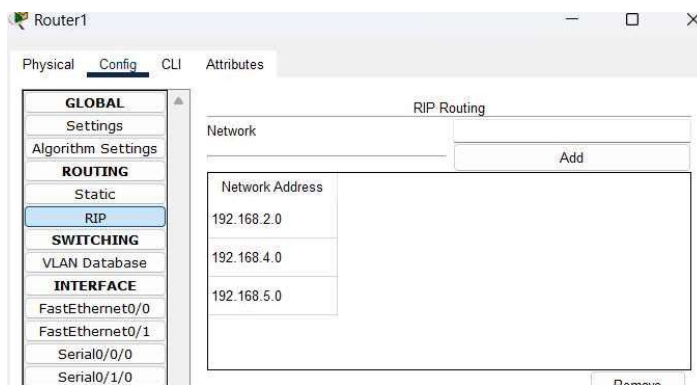 Router1
Physical Config CLI Attributes
GLOBAL
Settings
Algorithm Settings
ROUTING
Static
RIP
SWITCHING
VLAN Database
INTERFACE
FastEthernet0/0
FastEthernet0/1
Serial0/0/0
Serial0/1/0
RIP Routing
Network
Add
Network Address
192.168.2.0
192.168.4.0
192.168.5.0
Remove